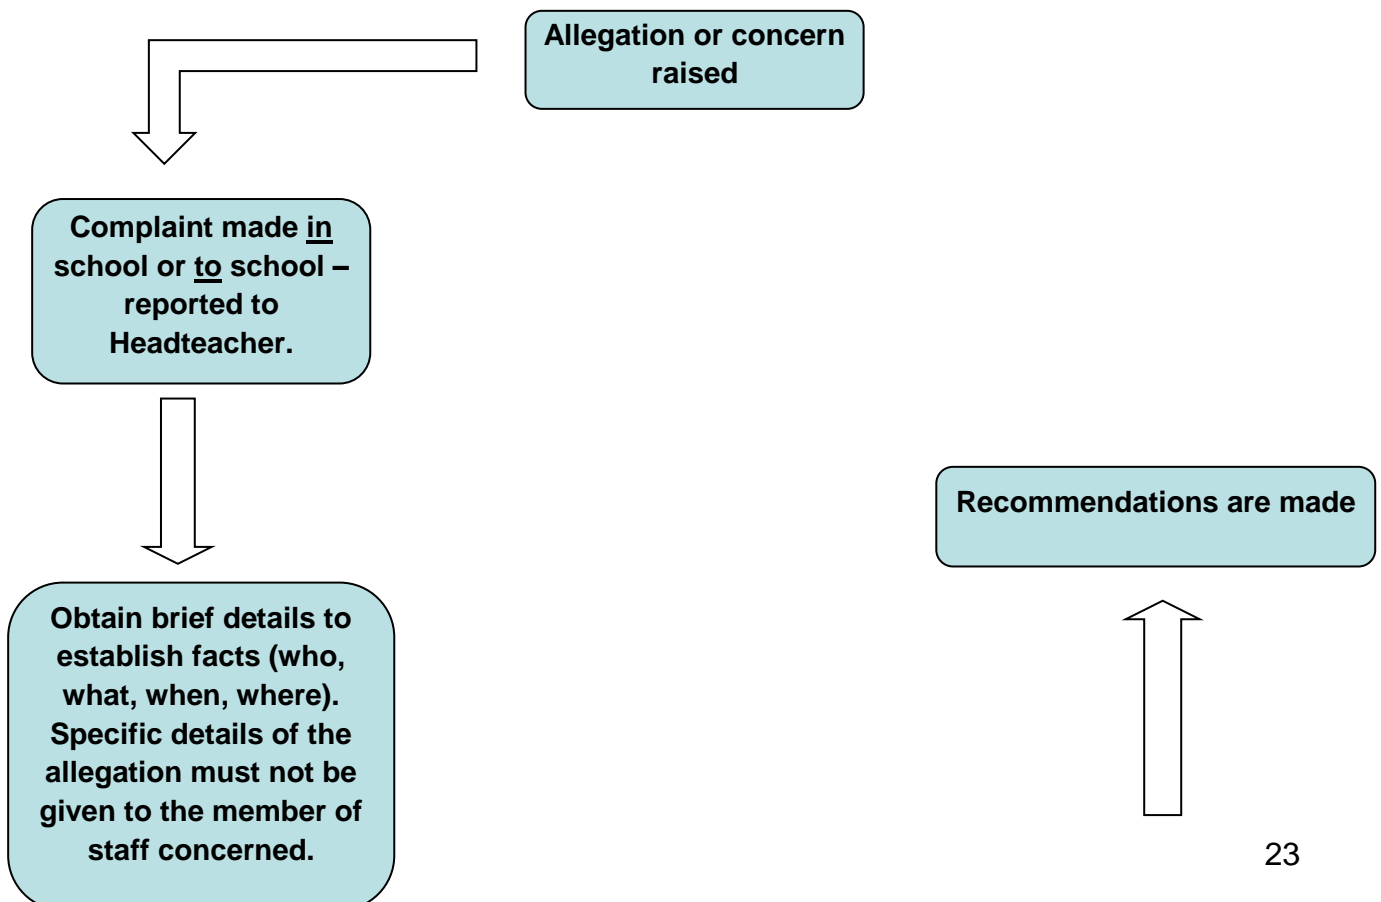 Allegation or concern
raised
Complaint made in
school or to school –
reported to
Headteacher.
Recommendations are made
Obtain brief details to
establish facts (who,
what, when, where).
Specific details of the
allegation must not be
given to the member of
staff concerned.
23